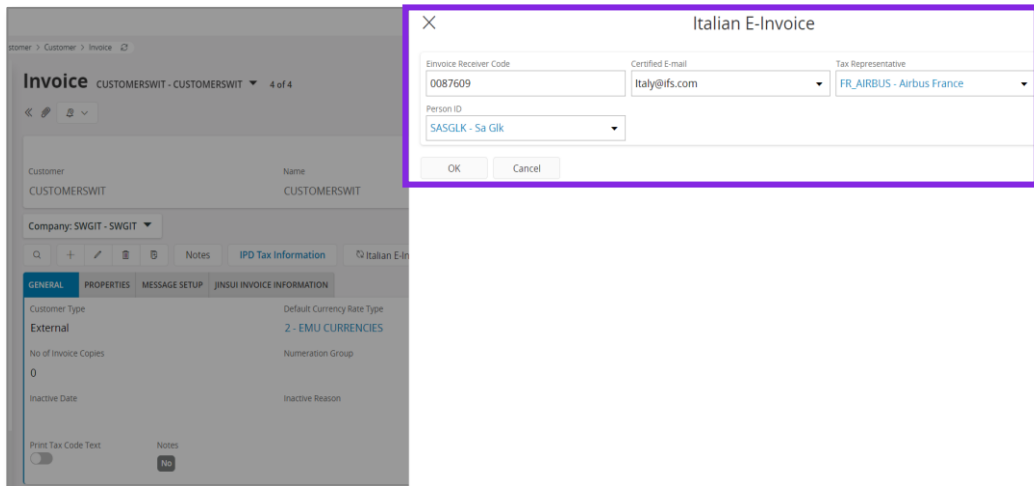 stomer > Customer > Invoice
Invoice CUSTOMERSWIT - CUSTOMERSWIT 4 of 4
Customer Name
CUSTOMERSWIT CUSTOMERSWIT
Company: SWGIT - SWGIT
Notes IPD Tax Information Italian E-In
GENERAL PROPERTIES MESSAGE SETUP JINSUI INVOICE INFORMATION
Customer Type Default Currency Rate Type
External 2 - EMU CURRENCIES
No of Invoice Copies Numeration Group
0
Inactive Date Inactive Reason
Print Tax Code Text Notes
No
Italian E-Invoice
Einvoice Receiver Code Certified E-mail Tax Representative
0087609 Italy@ifs.com FR_AIRBUS - Airbus France
Person ID
SASGLK - Sa Glk
OK Cancel